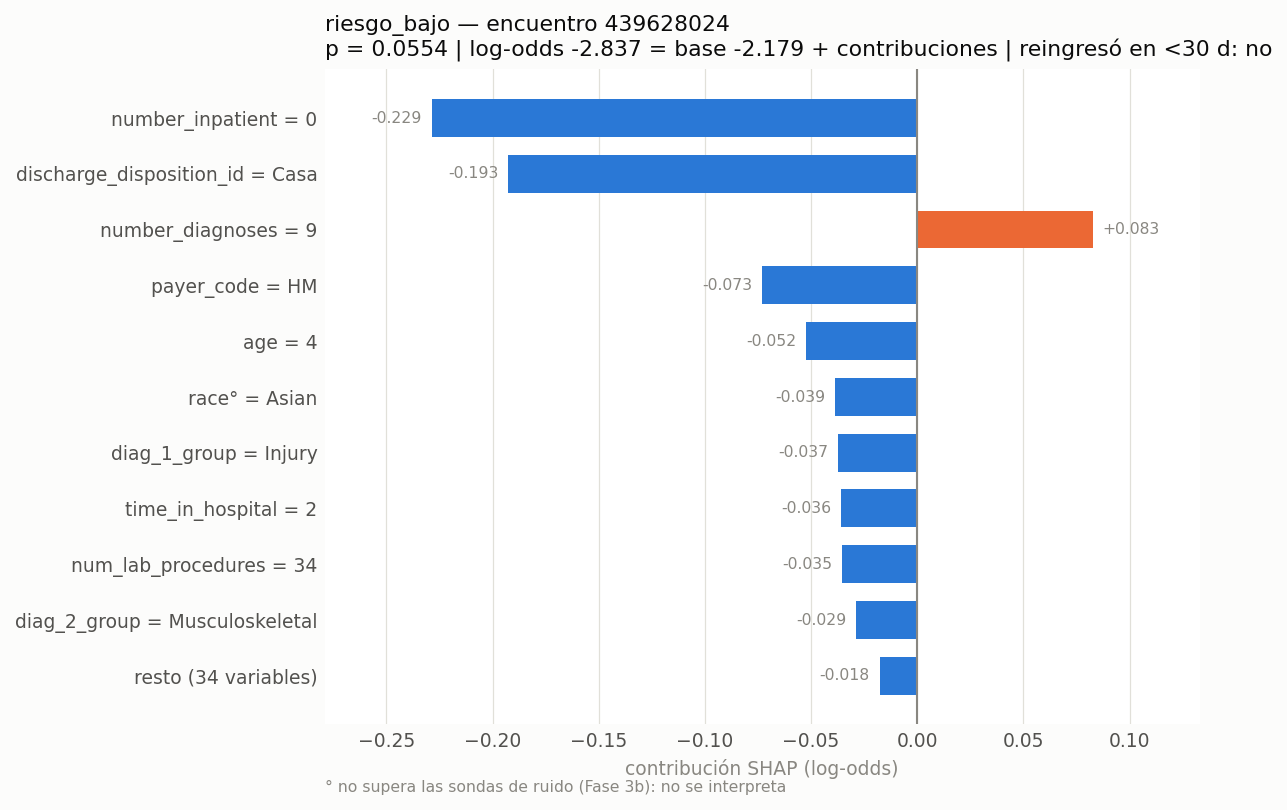 riesgo_bajo — encuentro 439628024
p = 0.0554 | log-odds -2.837 = base -2.179 + contribuciones | reingresó en <30 d: no
number_inpatient = 0
-0.229
discharge_disposition_id = Casa
-0.193
number_diagnoses = 9
+0.083
payer_code = HM
-0.073
age = 4
-0.052
race° = Asian
-0.039
diag_1_group = Injury
-0.037
time_in_hospital = 2
-0.036
num_lab_procedures = 34
-0.035
diag_2_group = Musculoskeletal
-0.029
resto (34 variables)
-0.018
−0.25 −0.20 −0.15 −0.10 −0.05 0.00 0.05 0.10
contribución SHAP (log-odds)
° no supera las sondas de ruido (Fase 3b): no se interpreta